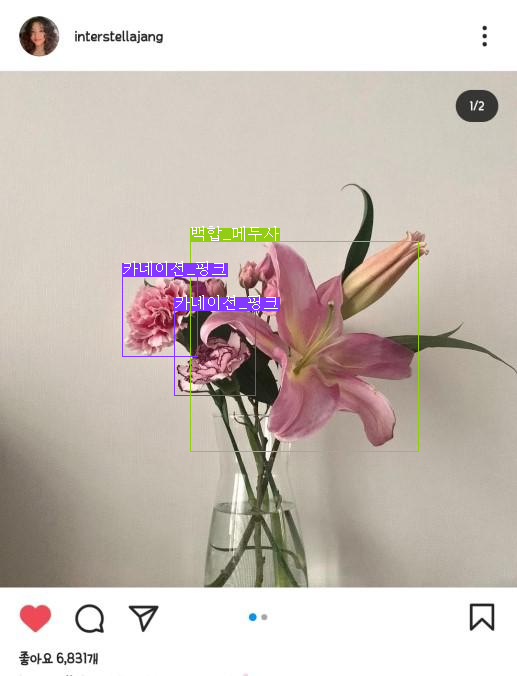 interstellajang
1/2
백합_메두사
카네이션_핑크
카네이션_핑크
좋아요 6,831개